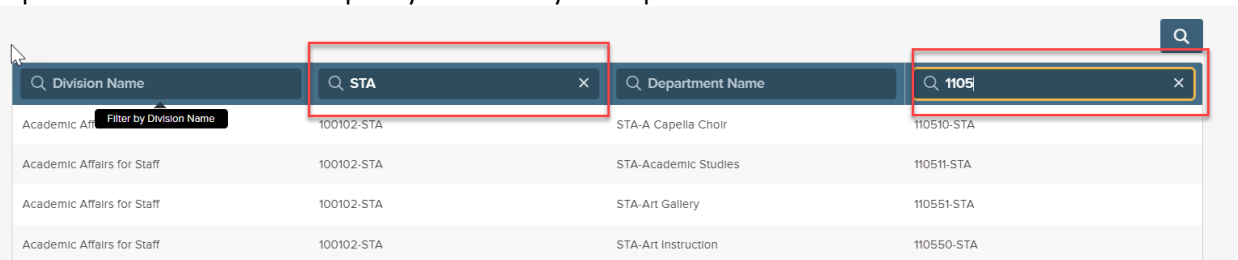 Division Name STA × Department Name 1105 ×
Filter by Division Name
Academic Aff 100102-STA STA-A Capella Choir 110510-STA
Academic Affairs for Staff 100102-STA STA-Academic Studies 110511-STA
Academic Affairs for Staff 100102-STA STA-Art Gallery 110551-STA
Academic Affairs for Staff 100102-STA STA-Art Instruction 110550-STA